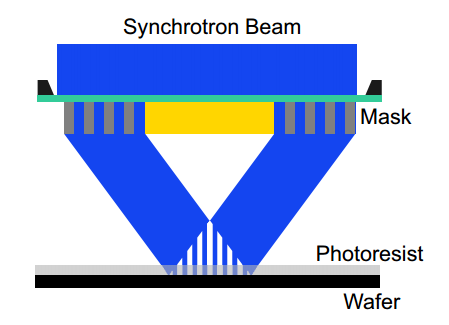 Synchrotron Beam
Mask
Photoresist
Wafer